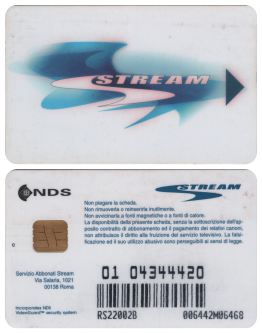 STREAM
NDS
STREAM
Non piegare la scheda.
Non rimuoverla o reinserirla inutilmente.
Non avvicinarla a fonti magnetiche o a fonti di calore.
La disponibilità della presente scheda, senza la sottoscrizione dell'ap-
posito contratto di abbonamento ed il pagamento dei relativi canoni,
non attribuisce il diritto alla fruizione del servizio televisivo. La falsi-
ficazione ed il suo utilizzo abusivo sono perseguibili ai sensi di legge.
Servizio Abbonati Stream
Via Salaria, 1021
00138 Roma
01 04344420
Incorporates NDS
VideoGuard™ security system
RS22002B
006442M06468